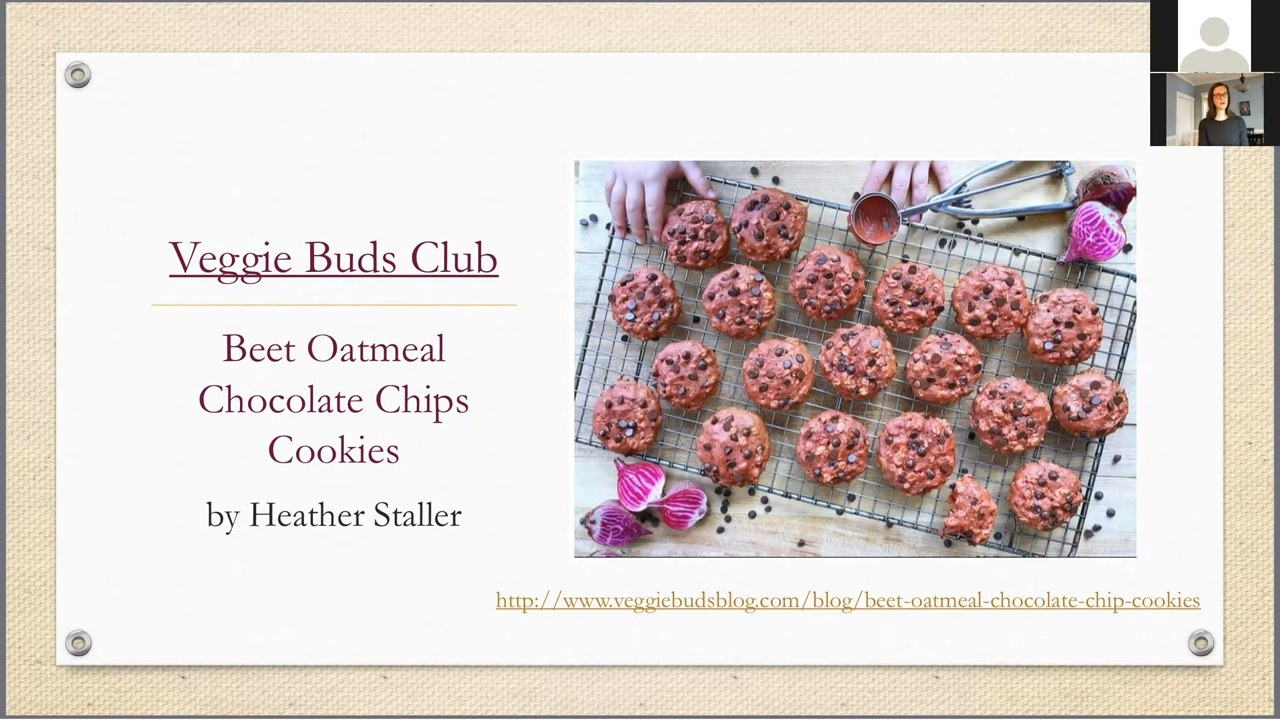 Veggie Buds Club
Beet Oatmeal
Chocolate Chips
Cookies
by Heather Staller
http://www.veggiebudsblog.com/blog/beet-oatmeal-chocolate-chip-cookies